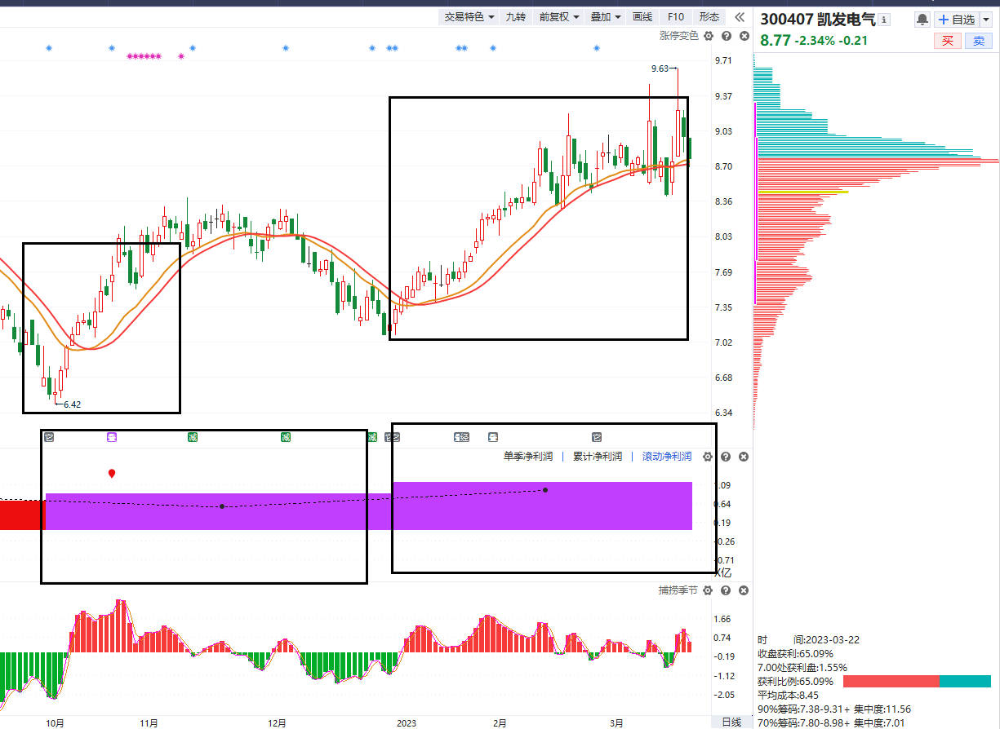 交易特色 九转 前复权 叠加 画线 F10 形态
300407 凯发电气
自选
8.77 -2.34% -0.21
买 卖
涨停变色
9.71
9.63
9.37
9.03
8.70
8.36
8.03
7.69
7.35
7.02
6.68
6.42
6.34
单季净利润 | 累计净利润 | 滚动净利润
1.09
0.64
0.19
-0.26
-0.71
X亿
捕捞季节
1.66
0.74
-0.19
-1.12
-2.05
10月 11月 12月 2023 2月 3月 日线
时 间:2023-03-22
收盘获利:65.09%
7.00处获利盘:1.55%
获利比例:65.09%
平均成本:8.45
90%筹码:7.38-9.31+ 集中度:11.56
70%筹码:7.80-8.98+ 集中度:7.01